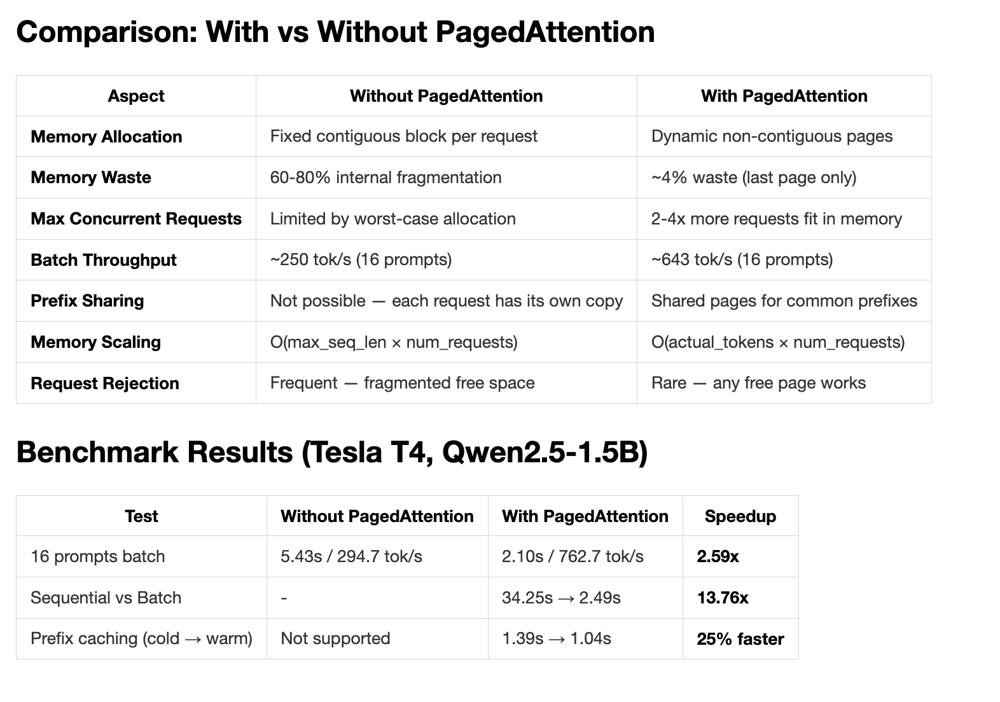 Comparison: With vs Without PagedAttention
Aspect Without PagedAttention With PagedAttention
Memory Allocation Fixed contiguous block per request Dynamic non-contiguous pages
Memory Waste 60-80% internal fragmentation ~4% waste (last page only)
Max Concurrent Requests Limited by worst-case allocation 2-4x more requests fit in memory
Batch Throughput ~250 tok/s (16 prompts) ~643 tok/s (16 prompts)
Prefix Sharing Not possible — each request has its own copy Shared pages for common prefixes
Memory Scaling O(max_seq_len × num_requests) O(actual_tokens × num_requests)
Request Rejection Frequent — fragmented free space Rare — any free page works
Benchmark Results (Tesla T4, Qwen2.5-1.5B)
Test Without PagedAttention With PagedAttention Speedup
16 prompts batch 5.43s / 294.7 tok/s 2.10s / 762.7 tok/s 2.59x
Sequential vs Batch - 34.25s → 2.49s 13.76x
Prefix caching (cold → warm) Not supported 1.39s → 1.04s 25% faster